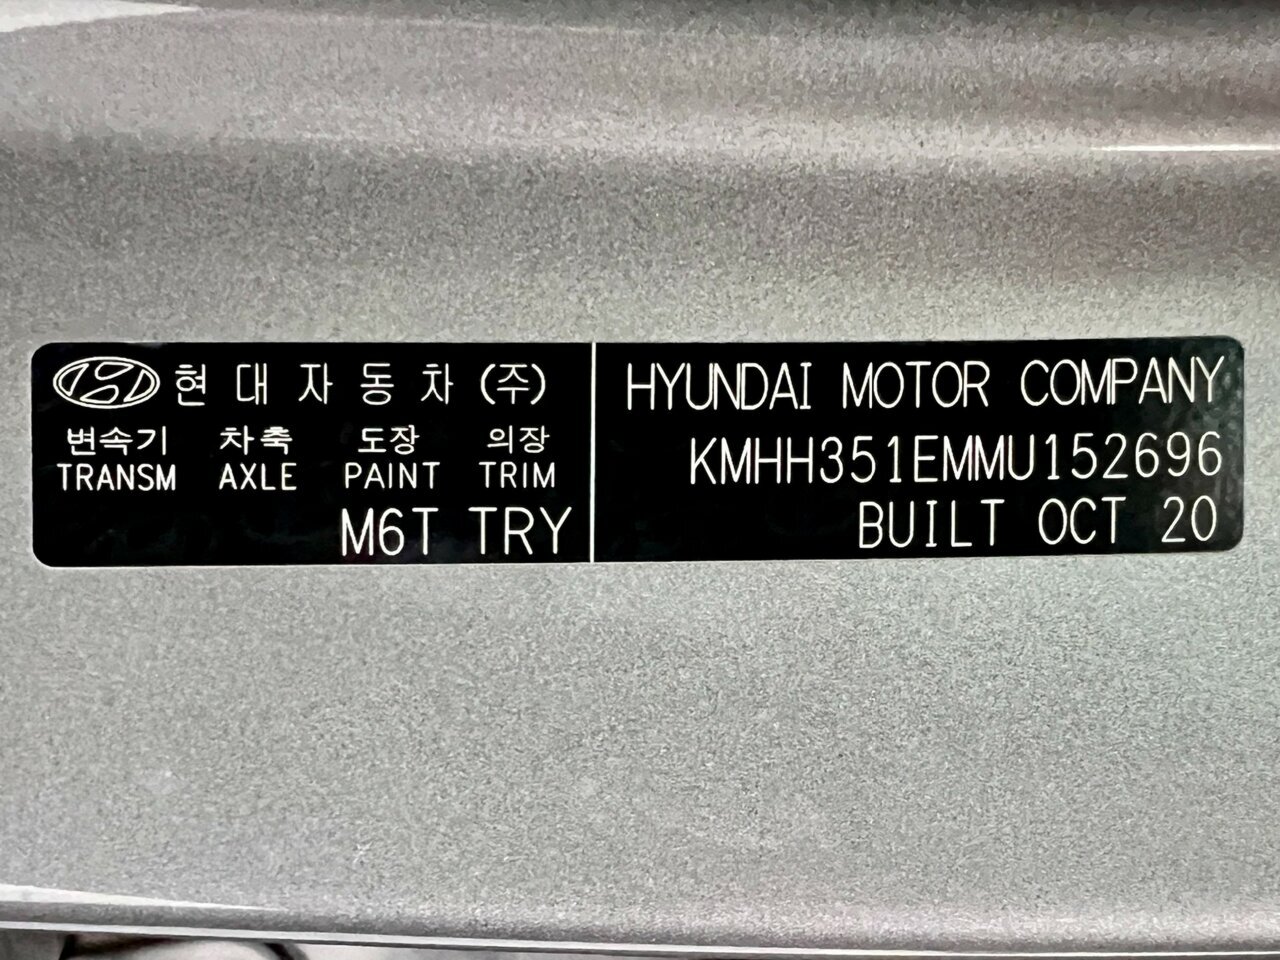 현대자동차 (주)
변속기 차축 도장 의장
TRANSM AXLE PAINT TRIM
M6T TRY
HYUNDAI MOTOR COMPANY
KMHH351EMMU152696
BUILT OCT 20